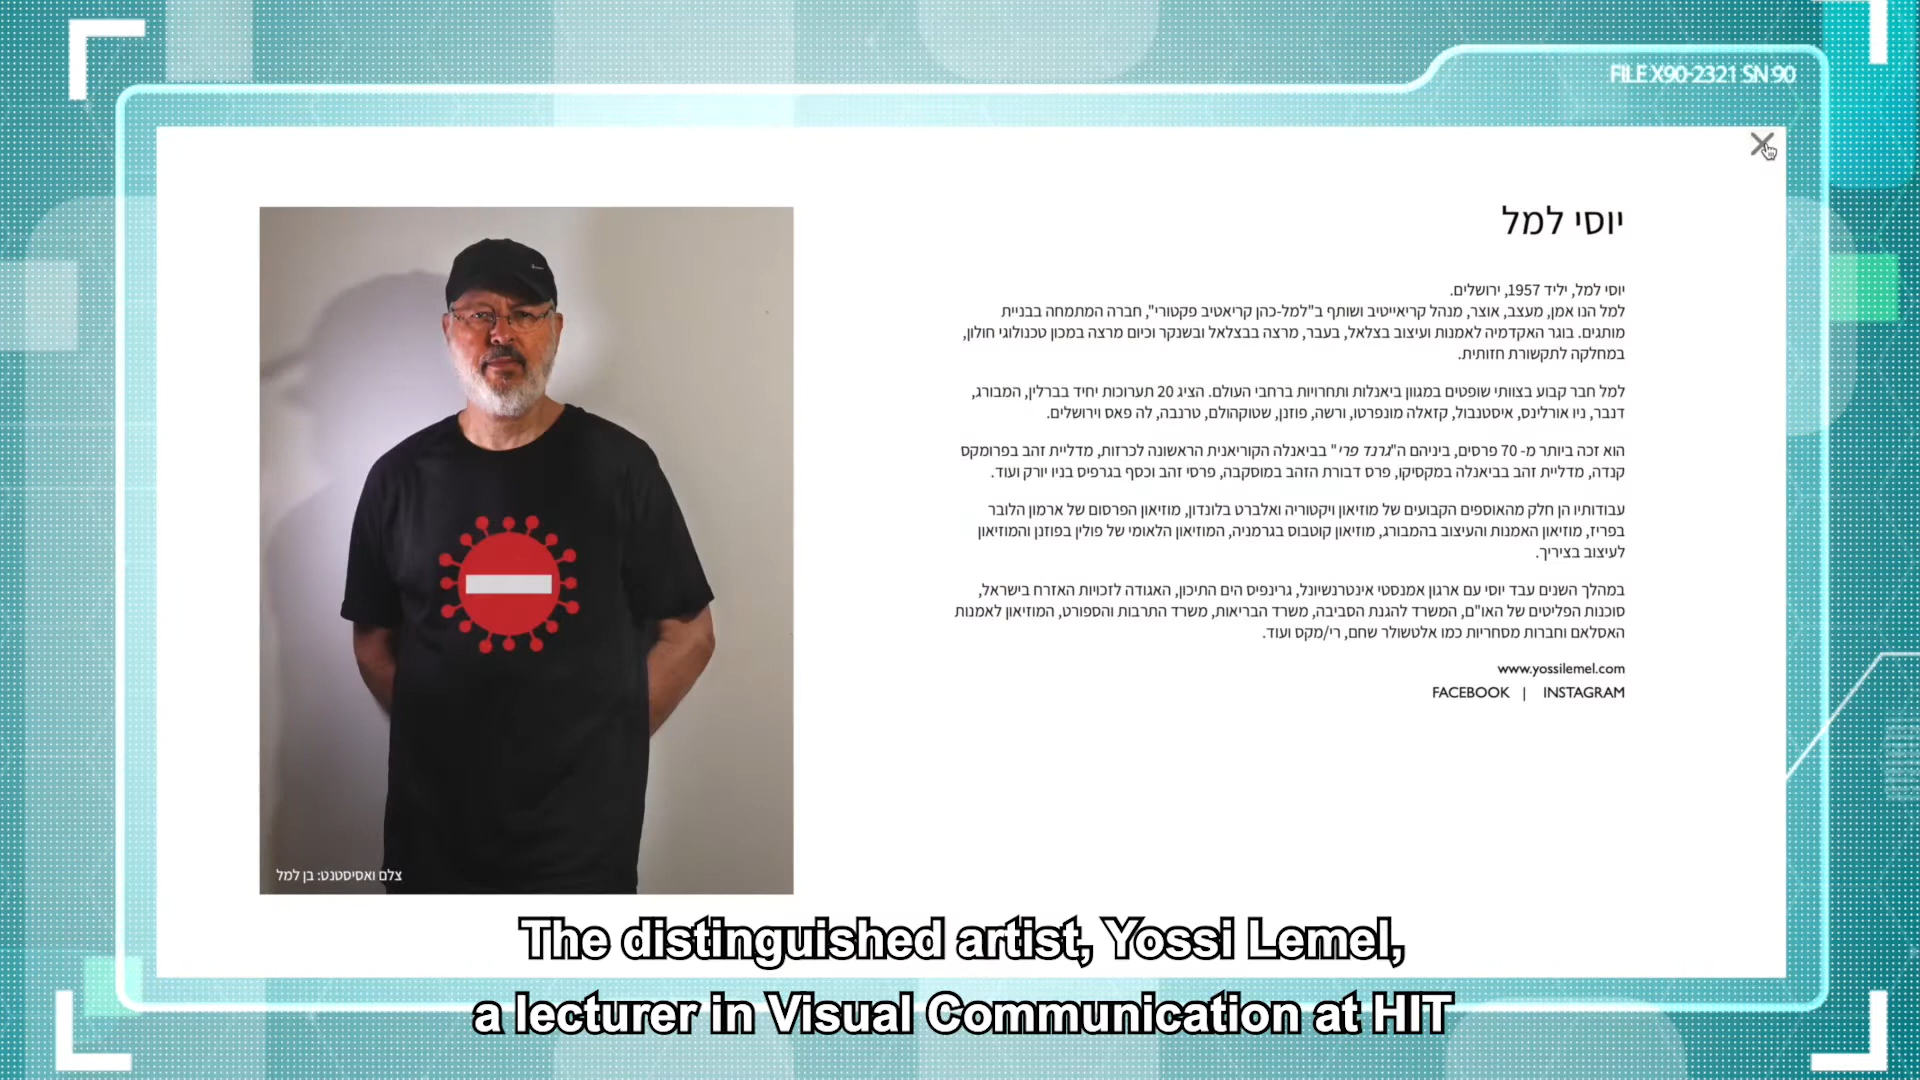 FILE X90-2321 SN 90
יוסי למל
יוסי למל, יליד 1957, ירושלים.
למל הנו אמן, מעצב, אוצר, מנהל קריאייטיב ושותף ב"למל-כהן קריאטיב פקטורי", חברה המתמחה בבניית
מותגים. בוגר האקדמיה לאמנות ועיצוב בצלאל, בעבר, מרצה בבצלאל ובשנקר וכיום מרצה במכון טכנולוגי חולון,
במחלקה לתקשורת חזותית.
למל חבר קבוע בצוותי שופטים במגוון ביאנלות ותחרויות ברחבי העולם. הציג 20 תערוכות יחיד בברלין, המבורג,
דנבר, ניו אורלינס, איסטנבול, קזאלה מונפרטו, ורשה, פוזנן, שטוקהולם, טרנבה, לה פאס וירושלים.
הוא זכה ביותר מ- 70 פרסים, ביניהם ה"גרנד פרי" בביאנלה הקוריאנית הראשונה לכרזות, מדליית זהב בפרומקס
קנדה, מדליית זהב בביאנלה במקסיקו, פרס דבורת הזהב במוסקבה, פרסי זהב וכסף בגרפיס בניו יורק ועוד.
עבודותיו הן חלק מהאוספים הקבועים של מוזיאון ויקטוריה ואלברט בלונדון, מוזיאון הפרסום של ארמון הלובר
בפריז, מוזיאון האמנות והעיצוב בהמבורג, מוזיאון קוטבוס בגרמניה, המוזיאון הלאומי של פולין בפוזנן והמוזיאון
לעיצוב בציריך.
במהלך השנים עבד יוסי עם ארגון אמנסטי אינטרנשיונל, גרינפיס הים התיכון, האגודה לזכויות האזרח בישראל,
סוכנות הפליטים של האו"ם, המשרד להגנת הסביבה, משרד הבריאות, משרד התרבות והספורט, המוזיאון לאמנות
האסלאם וחברות מסחריות כמו אלטשולר שחם, רי/מקס ועוד.
www.yossilemel.com
FACEBOOK | INSTAGRAM
צלם ואסיסטנט: בן למל
The distinguished artist, Yossi Lemel,
a lecturer in Visual Communication at HIT